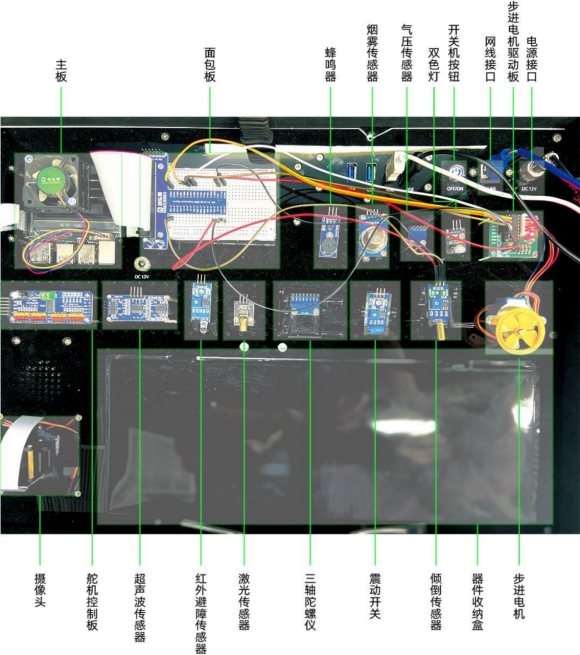 主板
面包板
蜂鸣器
烟雾传感器
气压传感器
双色灯
开关机按钮
网线接口
步进电机驱动板
电源接口
OFF/ON
DC 12V
DC 12V
摄像头
舵机控制板
超声波传感器
红外避障传感器
激光传感器
三轴陀螺仪
震动开关
倾倒传感器
器件收纳盒
步进电机